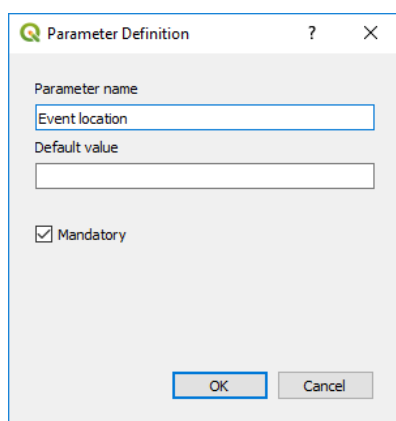 Parameter Definition ?
Parameter name
Event location
Default value
Mandatory
OK Cancel